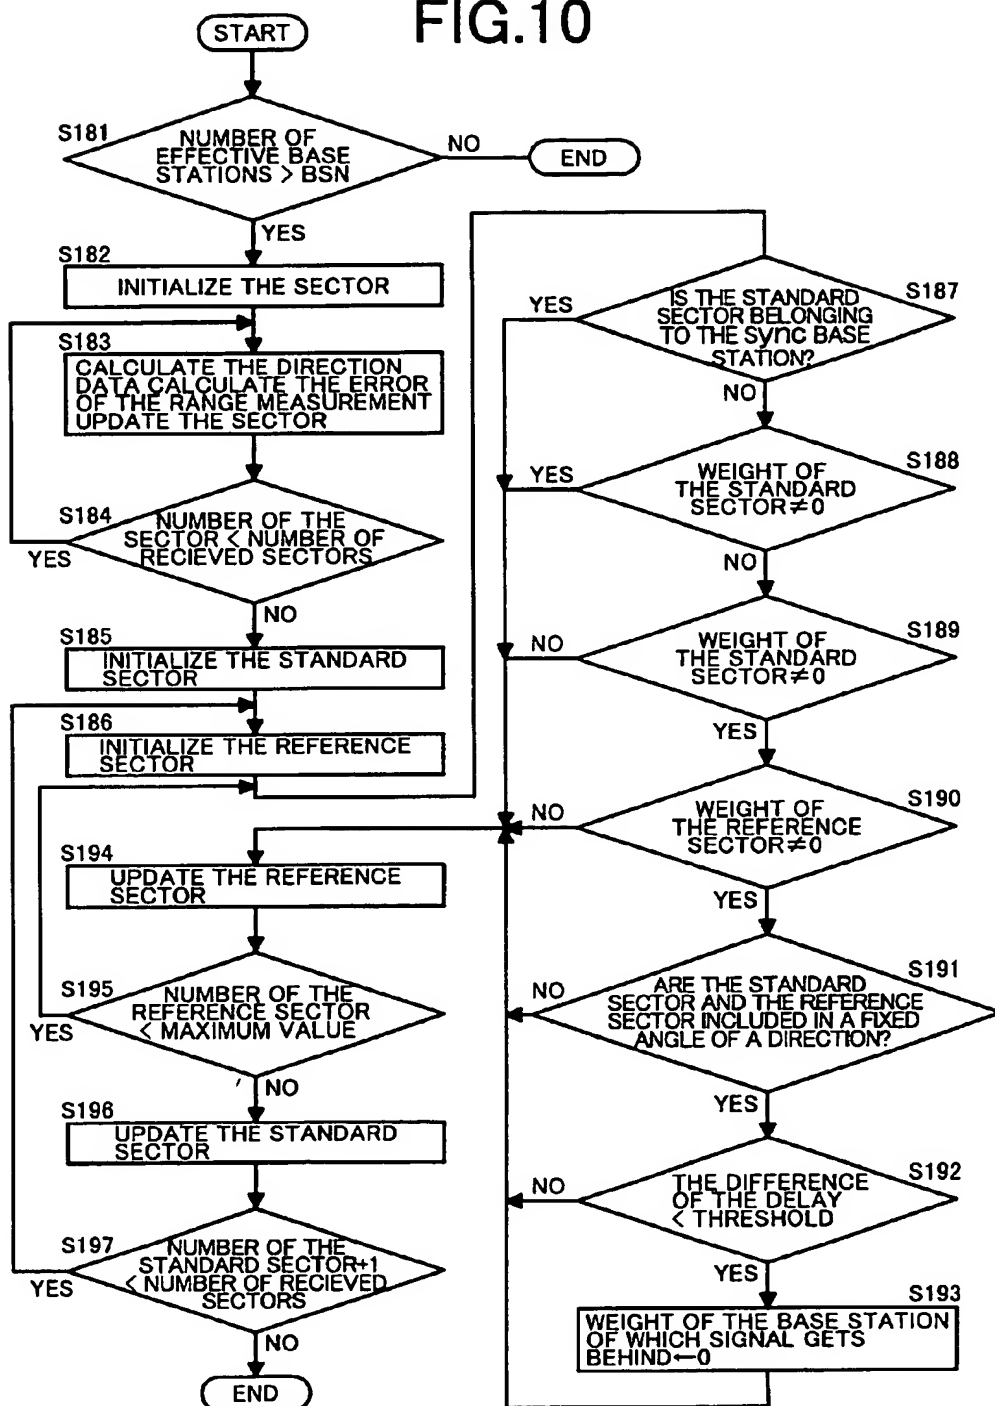 FIG.10
START
S181
NUMBER OF
EFFECTIVE BASE
STATIONS > BSN
NO
END
YES
S182
INITIALIZE THE SECTOR
S183
CALCULATE THE DIRECTION
DATA CALCULATE THE ERROR
OF THE RANGE MEASUREMENT
UPDATE THE SECTOR
S184
NUMBER OF THE
SECTOR < NUMBER OF
RECIEVED SECTORS
YES
NO
S185
INITIALIZE THE STANDARD
SECTOR
S186
INITIALIZE THE REFERENCE
SECTOR
S194
UPDATE THE REFERENCE
SECTOR
S195
NUMBER OF THE
REFERENCE SECTOR
< MAXIMUM VALUE
YES
NO
S196
UPDATE THE STANDARD
SECTOR
S197
NUMBER OF THE
STANDARD SECTOR+1
< NUMBER OF RECIEVED
SECTORS
YES
NO
END
S187
IS THE STANDARD
SECTOR BELONGING
TO THE sync BASE
STATION?
YES
NO
S188
WEIGHT OF
THE STANDARD
SECTOR≠0
YES
NO
S189
WEIGHT OF
THE STANDARD
SECTOR≠0
NO
YES
S190
WEIGHT OF
THE REFERENCE
SECTOR≠0
NO
YES
S191
ARE THE STANDARD
SECTOR AND THE REFERENCE
SECTOR INCLUDED IN A FIXED
ANGLE OF A DIRECTION?
NO
YES
S192
THE DIFFERENCE
OF THE DELAY
< THRESHOLD
NO
YES
S193
WEIGHT OF THE BASE STATION
OF WHICH SIGNAL GETS
BEHIND←0